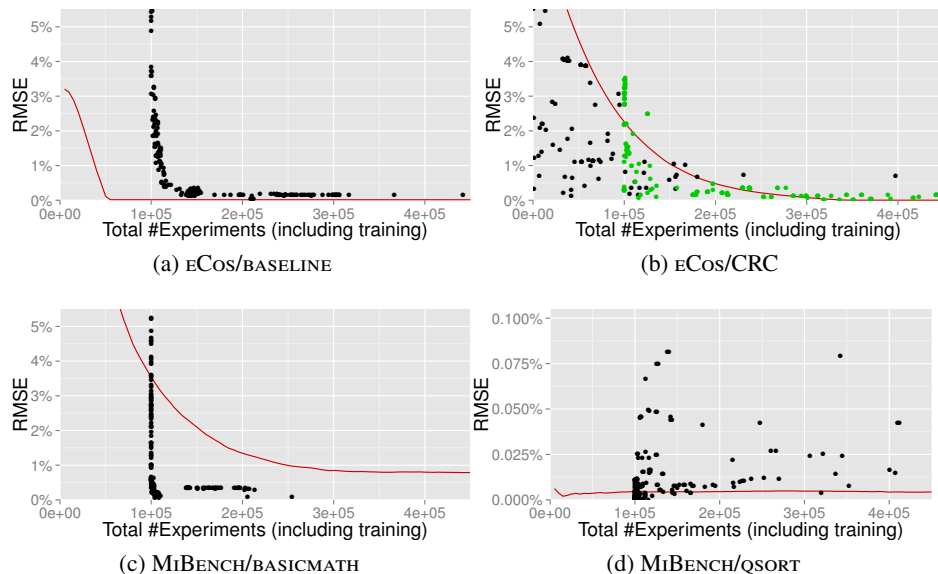 5%
4%
3%
2%
1%
0%
RMSE
0e+00 1e+05 2e+05 3e+05 4e+05
Total #Experiments (including training)
(a) ECOS/BASELINE
5%
4%
3%
2%
1%
0%
RMSE
0e+00 1e+05 2e+05 3e+05 4e+05
Total #Experiments (including training)
(b) ECOS/CRC
5%
4%
3%
2%
1%
0%
RMSE
0e+00 1e+05 2e+05 3e+05 4e+05
Total #Experiments (including training)
(c) MIBENCH/BASICMATH
0.100%
0.075%
0.050%
0.025%
0.000%
RMSE
0e+00 1e+05 2e+05 3e+05 4e+05
Total #Experiments (including training)
(d) MIBENCH/QSORT